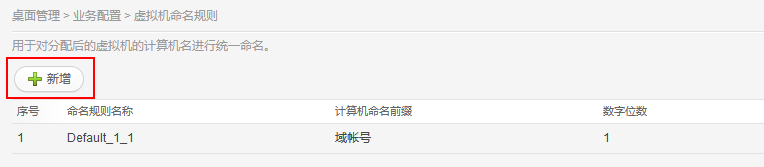 桌面管理 > 业务配置 > 虚拟机命名规则
用于对分配后的虚拟机的计算机名进行统一命名。
新增
序号 命名规则名称 计算机命名前缀 数字位数
1 Default_1_1 域帐号 1